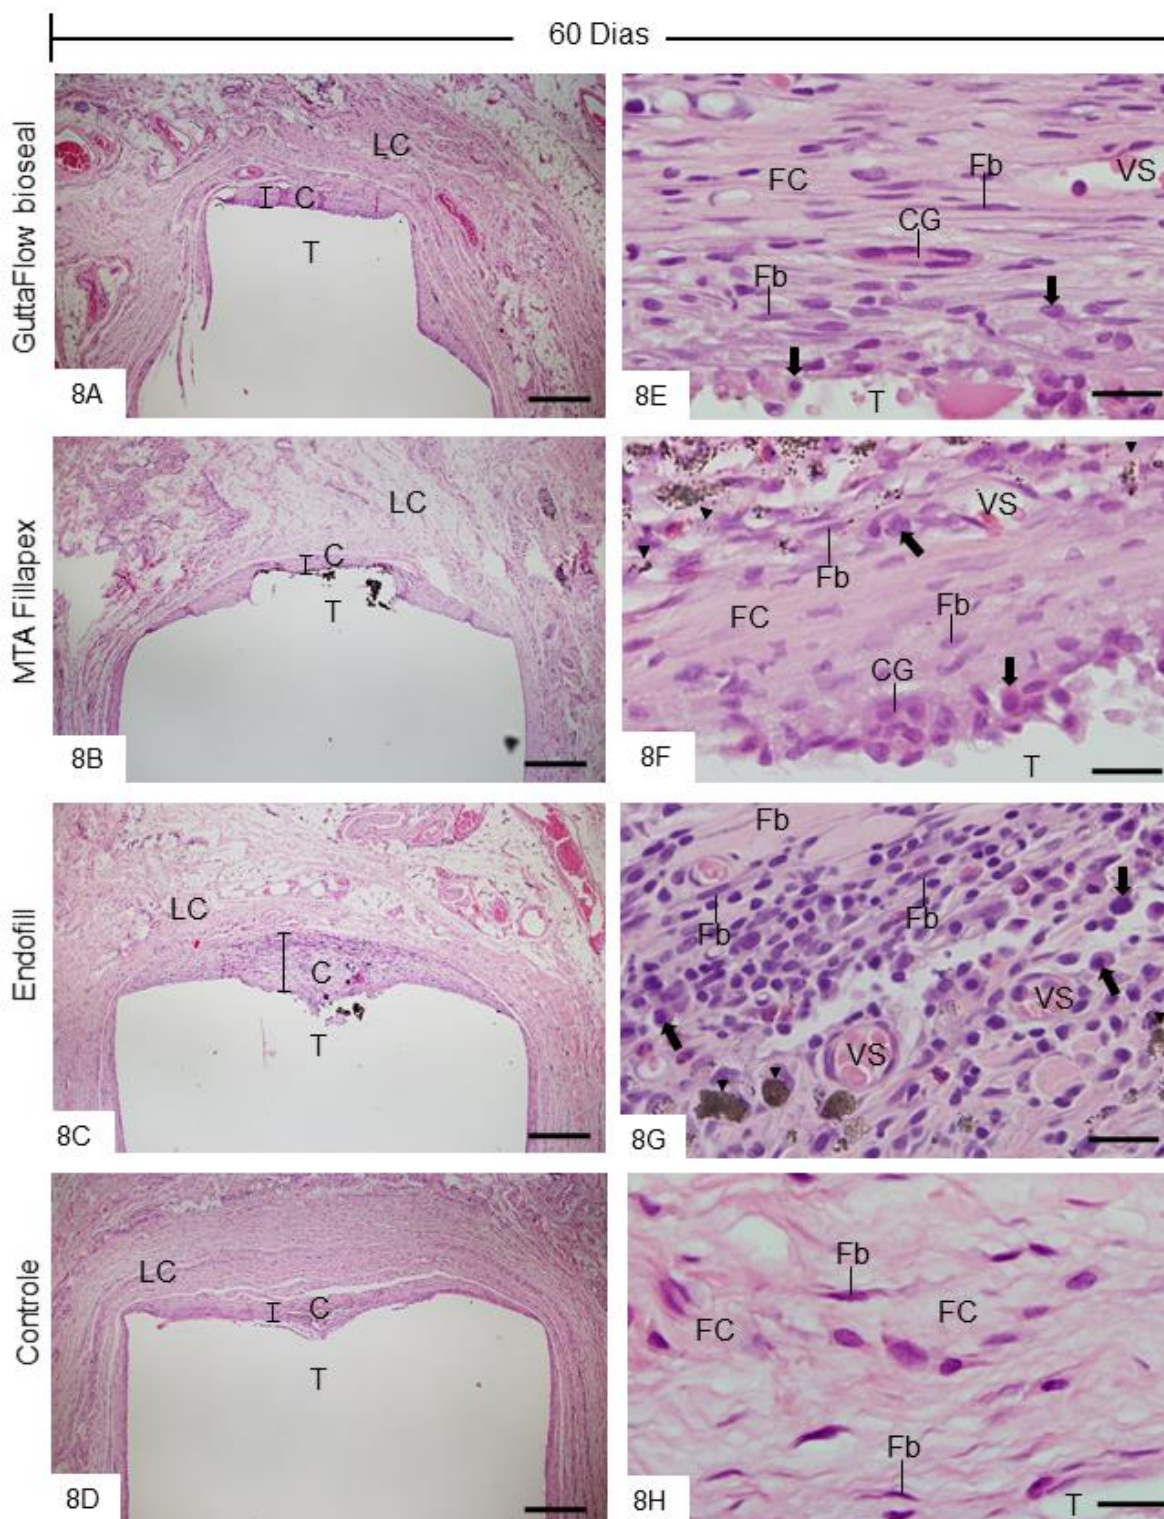 60 Dias
GuttaFlow bioseal
LC
I
C
T
8A
FC
Fb
VS
CG
Fb
T
8E
MTA Fillapex
LC
I
C
T
8B
VS
Fb
FC
Fb
CG
T
8F
Endofill
LC
C
T
8C
Fb
Fb
Fb
VS
VS
8G
Controle
LC
I
C
T
8D
Fb
FC
FC
Fb
T
8H